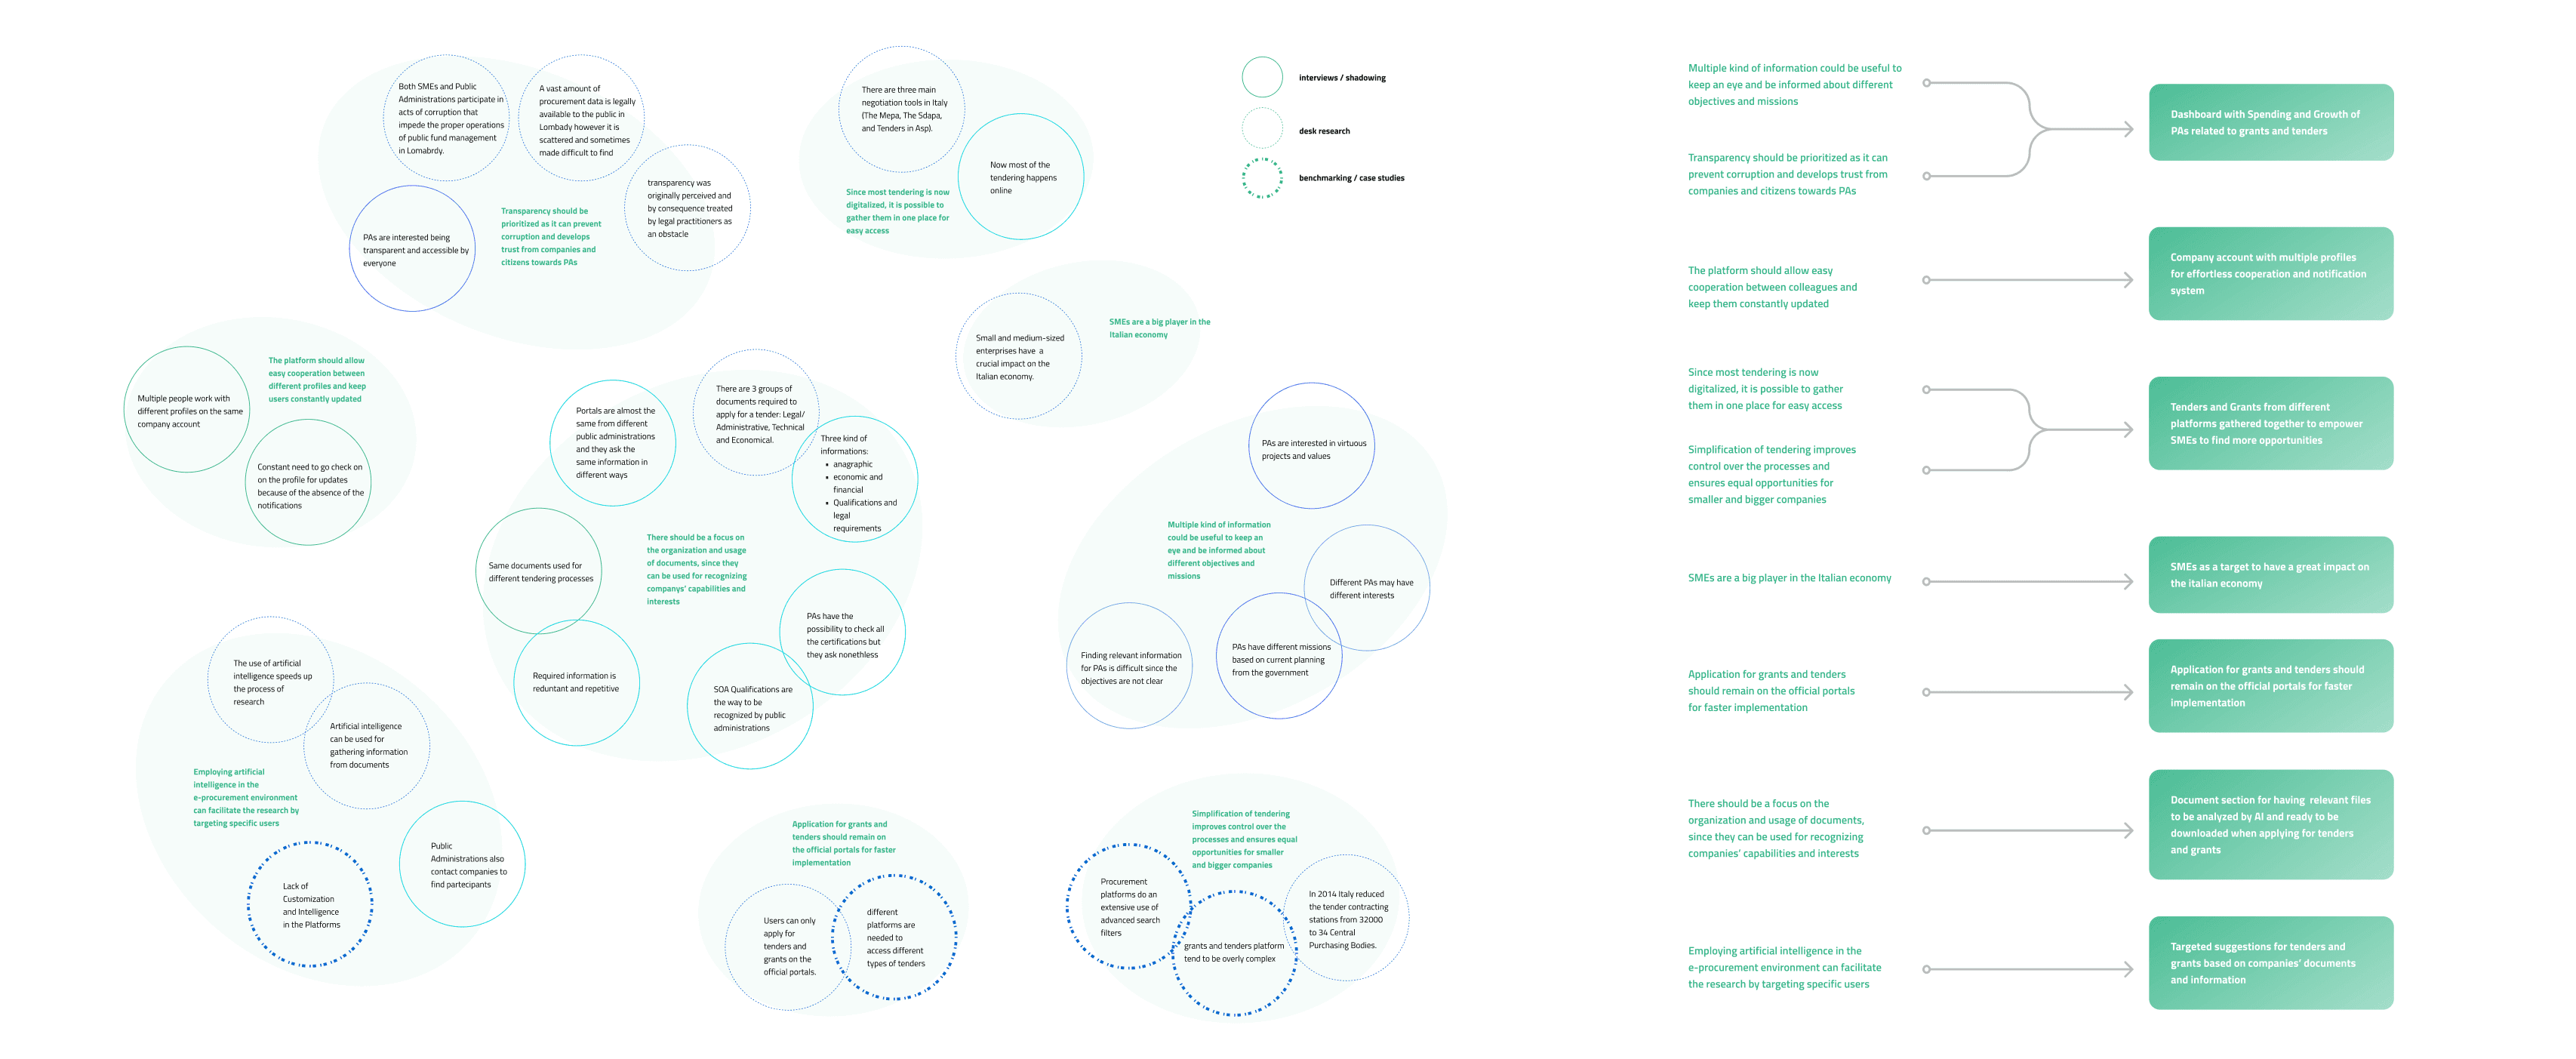 Both SMEs and Public
Administrations participate in
acts of corruption that
impede the proper operations
of public fund management
in Lomabrdy.
A vast amount of
procurement data is legally
available to the public in
Lombady however it is
scattered and sometimes
made difficult to find
transparency was
originally perceived and
by consequence treated
by legal practitioners as
an obstacle
PAs are interested being
transparent and accessible by
everyone
Transparency should be
prioritized as it can prevent
corruption and develops
trust from companies and
citizens towards PAs
There are three main
negotiation tools in Italy
(The Mepa, The Sdapa,
and Tenders in Asp).
Now most of the
tendering happens
online
Since most tendering is now
digitalized, it is possible to
gather them in one place for
easy access
interviews / shadowing
desk research
benchmarking / case studies
Small and medium-sized
enterprises have a
crucial impact on the
Italian economy.
SMEs are a big player in the
Italian economy
The platform should allow
easy cooperation between
different profiles and keep
users constantly updated
Multiple people work with
different profiles on the same
company account
Constant need to go check on
on the profile for updates
because of the absence of the
notifications
Portals are almost the
same from different
public administrations
and they ask the
same information in
different ways
There are 3 groups of
documents required to
apply for a tender: Legal/
Administrative, Technical
and Economical.
Three kind of
informations:
• anagraphic
• economic and
financial
• Qualifications and
legal
requirements
Same documents used for
different tendering processes
There should be a focus on
the organization and usage
of documents, since they
can be used for recognizing
companys' capabilities and
interests
PAs have the
possibility to check all
the certifications but
they ask nonethless
Required information is
reduntant and repetitive
SOA Qualifications are
the way to be
recognized by public
administrations
PAs are interested in virtuous
projects and values
Multiple kind of information
could be useful to keep an
eye and be informed about
different objectives and
missions
Different PAs may have
different interests
PAs have different missions
based on current planning
from the government
Finding relevant information
for PAs is difficult since the
objectives are not clear
The use of artificial
intelligence speeds up
the process of
research
Artificial intelligence
can be used for
gathering information
from documents
Employing artificial
intelligence in the
e-procurement environment
can facilitate the research by
targeting specific users
Public
Administrations also
contact companies to
find partecipants
Lack of
Customization
and Intelligence
in the Platforms
Application for grants and
tenders should remain on
the official portals for faster
implementation
Users can only
apply for
tenders and
grants on the
official portals.
different
platforms are
needed to
access different
types of tenders
Simplification of tendering
improves control over the
processes and ensures equal
opportunities for smaller
and bigger companies
Procurement
platforms do an
extensive use of
advanced search
filters
grants and tenders platform
tend to be overly complex
In 2014 Italy reduced
the tender contracting
stations from 32000
to 34 Central
Purchasing Bodies.
Multiple kind of information could be useful to
keep an eye and be informed about different
objectives and missions
Transparency should be prioritized as it can
prevent corruption and develops trust from
companies and citizens towards PAs
Dashboard with Spending and Growth of
PAs related to grants and tenders
The platform should allow easy
cooperation between colleagues and
keep them constantly updated
Company account with multiple profiles
for effortless cooperation and notification
system
Since most tendering is now
digitalized, it is possible to gather
them in one place for easy access
Simplification of tendering improves
control over the processes and
ensures equal opportunities for
smaller and bigger companies
Tenders and Grants from different
platforms gathered together to empower
SMEs to find more opportunities
SMEs are a big player in the Italian economy
SMEs as a target to have a great impact on
the italian economy
Application for grants and tenders
should remain on the official portals
for faster implementation
Application for grants and tenders should
remain on the official portals for faster
implementation
There should be a focus on the
organization and usage of documents,
since they can be used for recognizing
companies' capabilities and interests
Document section for having relevant files
to be analyzed by AI and ready to be
downloaded when applying for tenders
and grants
Employing artificial intelligence in the
e-procurement environment can facilitate
the research by targeting specific users
Targeted suggestions for tenders and
grants based on companies' documents
and information